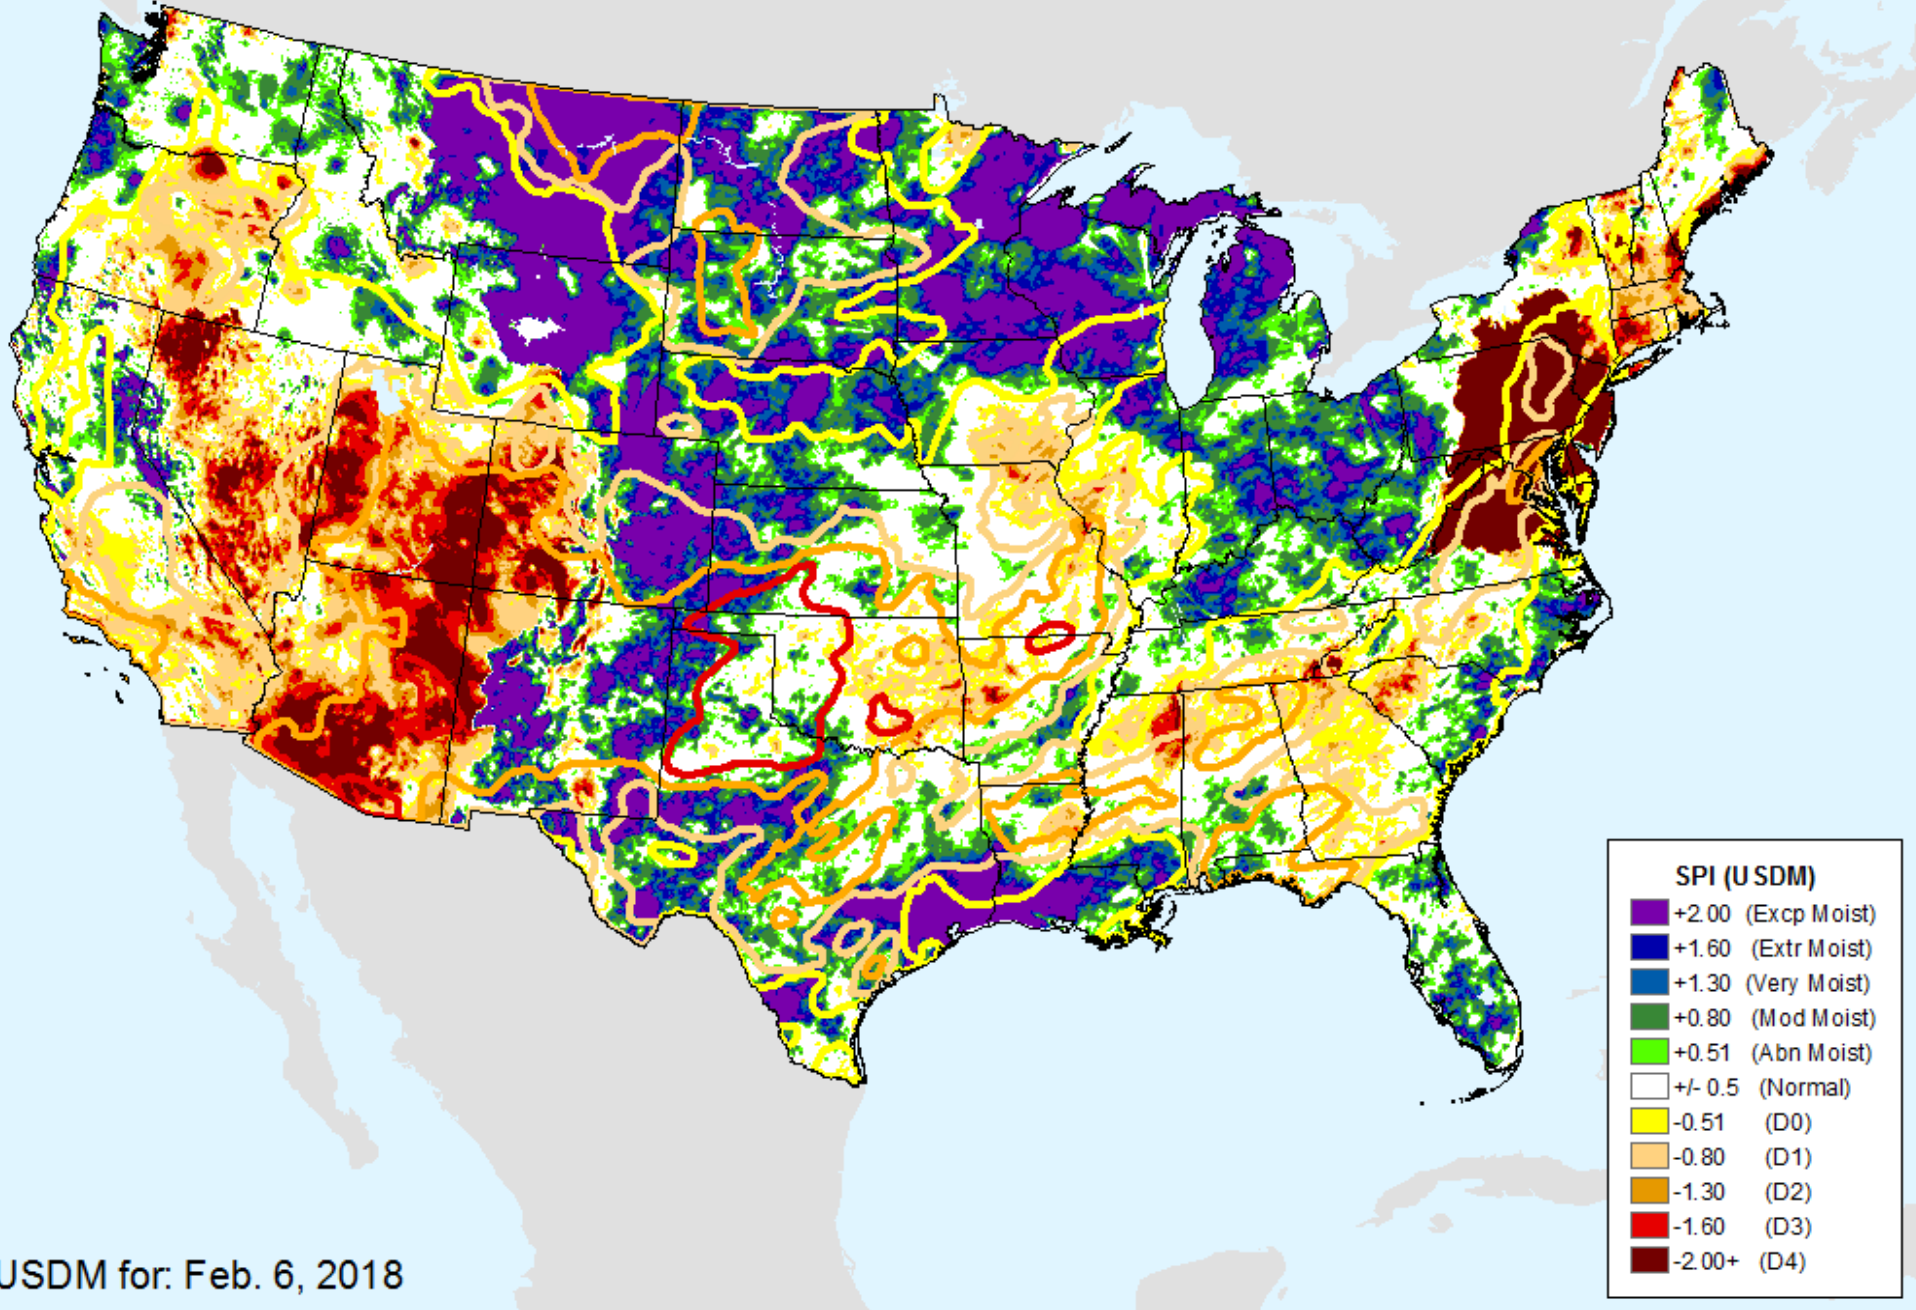 SPI (USDM)
+2.00 (Excp Moist)
+1.60 (Extr Moist)
+1.30 (Very Moist)
+0.80 (Mod Moist)
+0.51 (Abn Moist)
+/- 0.5 (Normal)
-0.51 (D0)
-0.80 (D1)
-1.30 (D2)
-1.60 (D3)
-2.00+ (D4)
USDM for: Feb. 6, 2018